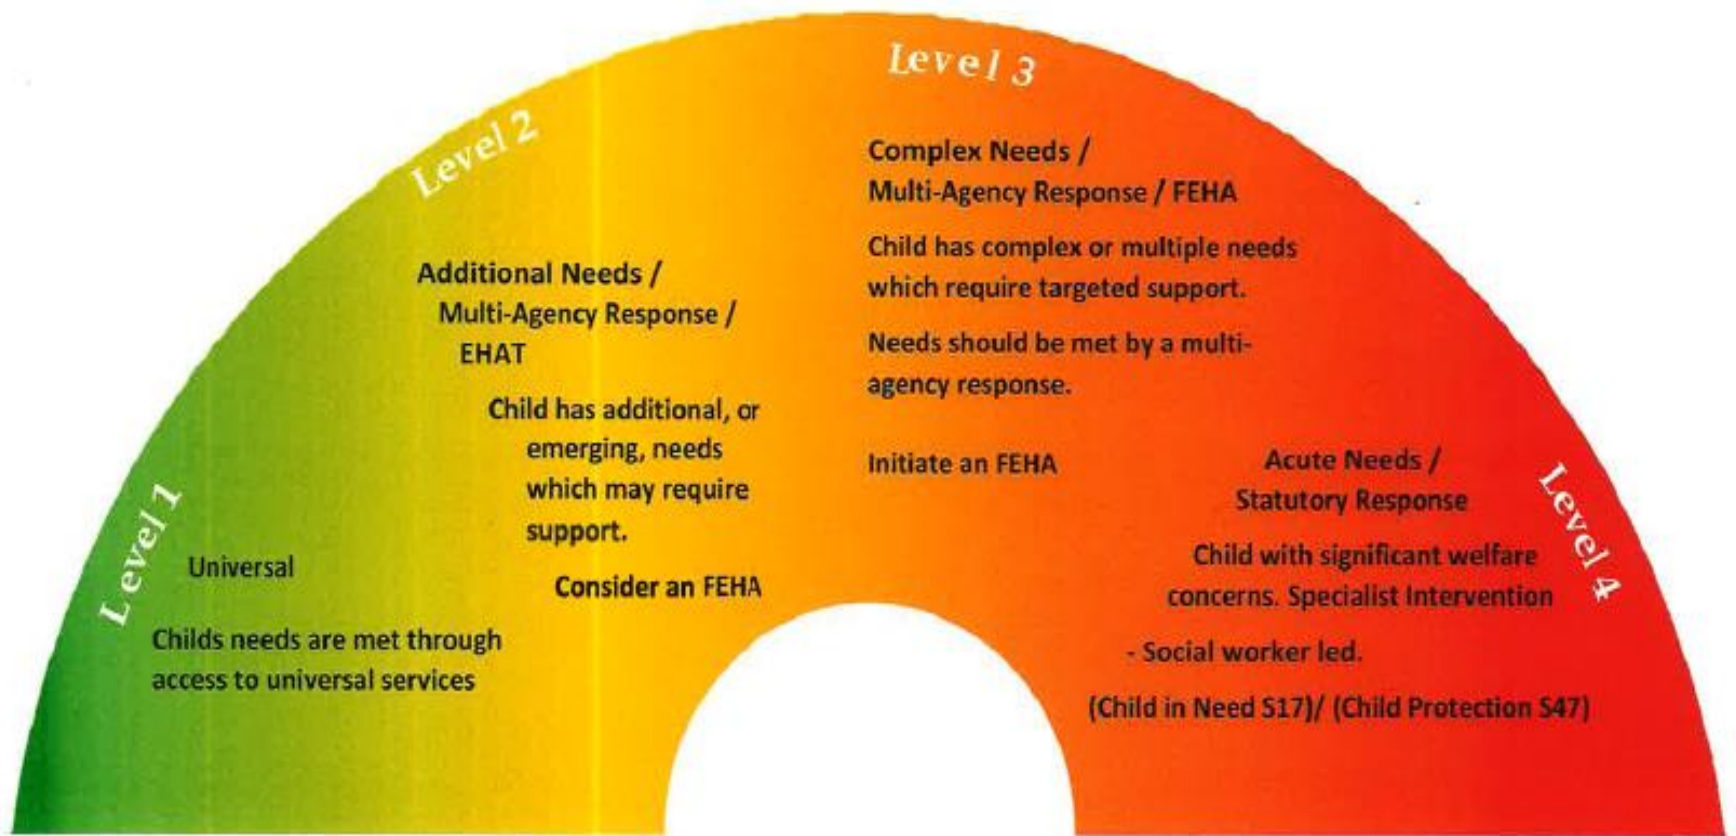 Level 1
Universal
Childs needs are met through
access to universal services
Level 2
Additional Needs /
Multi-Agency Response /
EHAT
Child has additional, or
emerging, needs
which may require
support.
Consider an FEHA
Level 3
Complex Needs /
Multi-Agency Response / FEHA
Child has complex or multiple needs
which require targeted support.
Needs should be met by a multi-
agency response.
Initiate an FEHA
Level 4
Acute Needs /
Statutory Response
Child with significant welfare
concerns. Specialist Intervention
- Social worker led.
(Child in Need S17)/ (Child Protection S47)